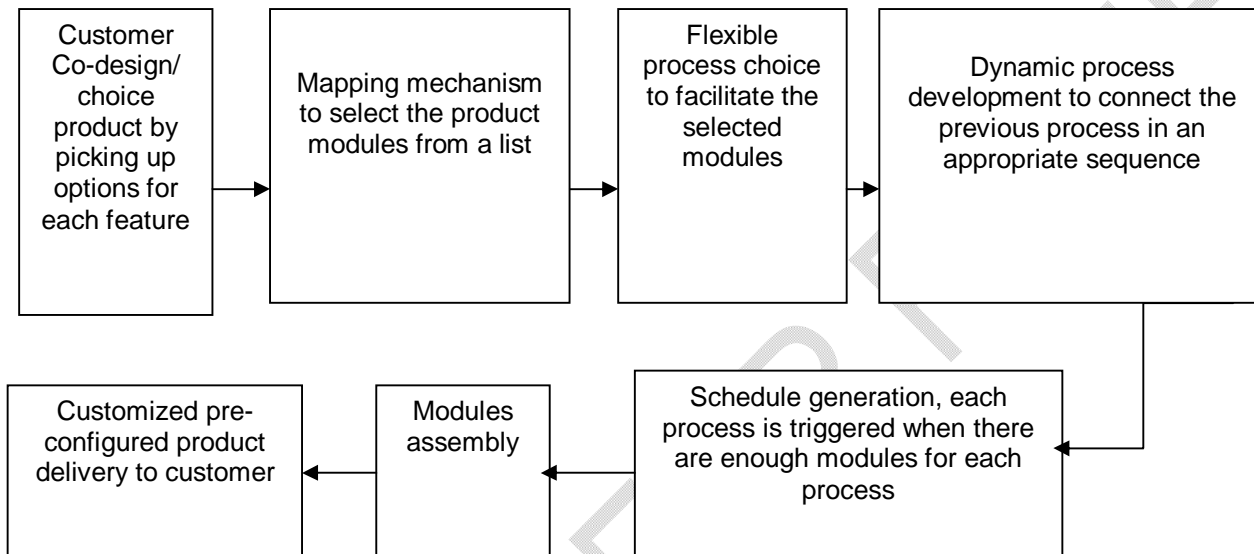 Customer
Co-design/
choice
product by
picking up
options for
each feature
Mapping mechanism
to select the product
modules from a list
Flexible
process choice
to facilitate the
selected
modules
Dynamic process
development to connect the
previous process in an
appropriate sequence
Schedule generation, each
process is triggered when there
are enough modules for each
process
Modules
assembly
Customized pre-
configured product
delivery to customer